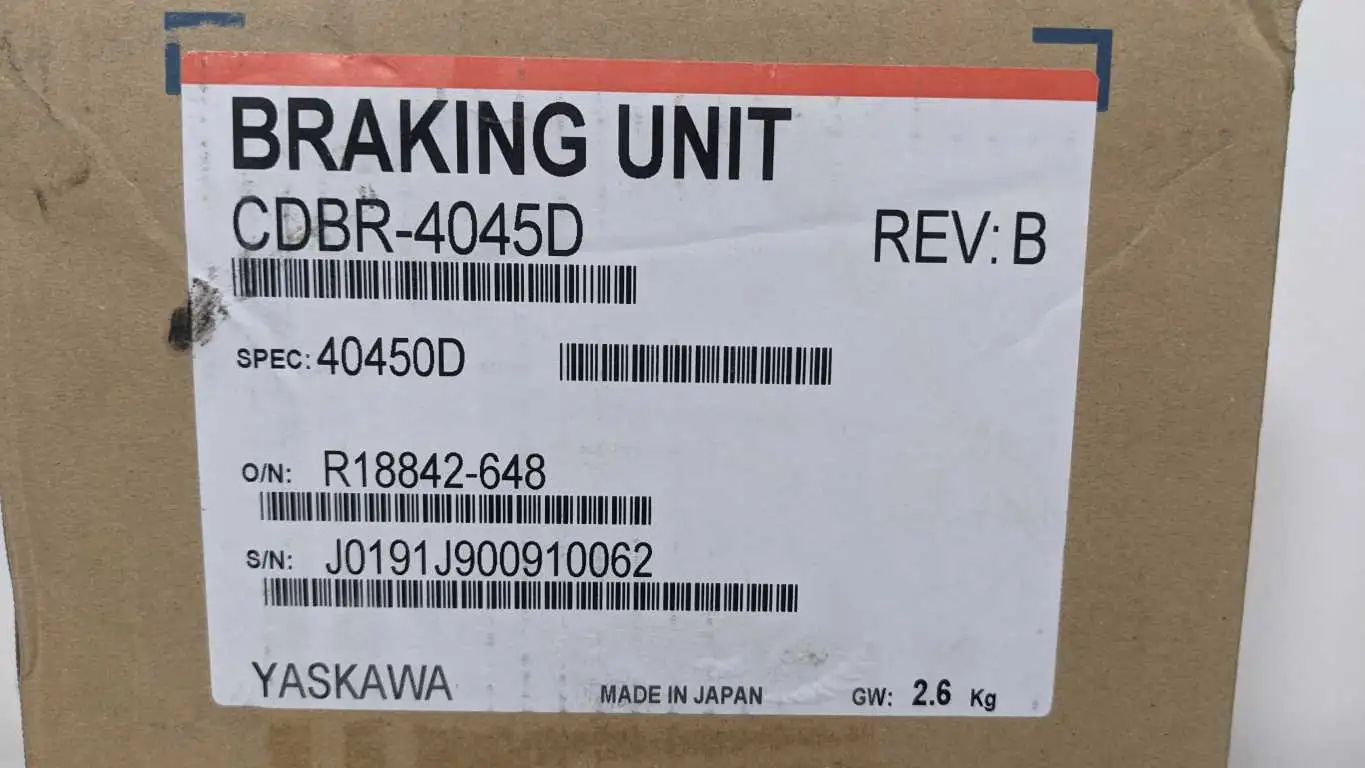 BRAKING UNIT
CDBR-4045D REV: B
SPEC: 40450D
O/N: R18842-648
S/N: J0191J900910062
YASKAWA MADE IN JAPAN GW: 2.6 Kg